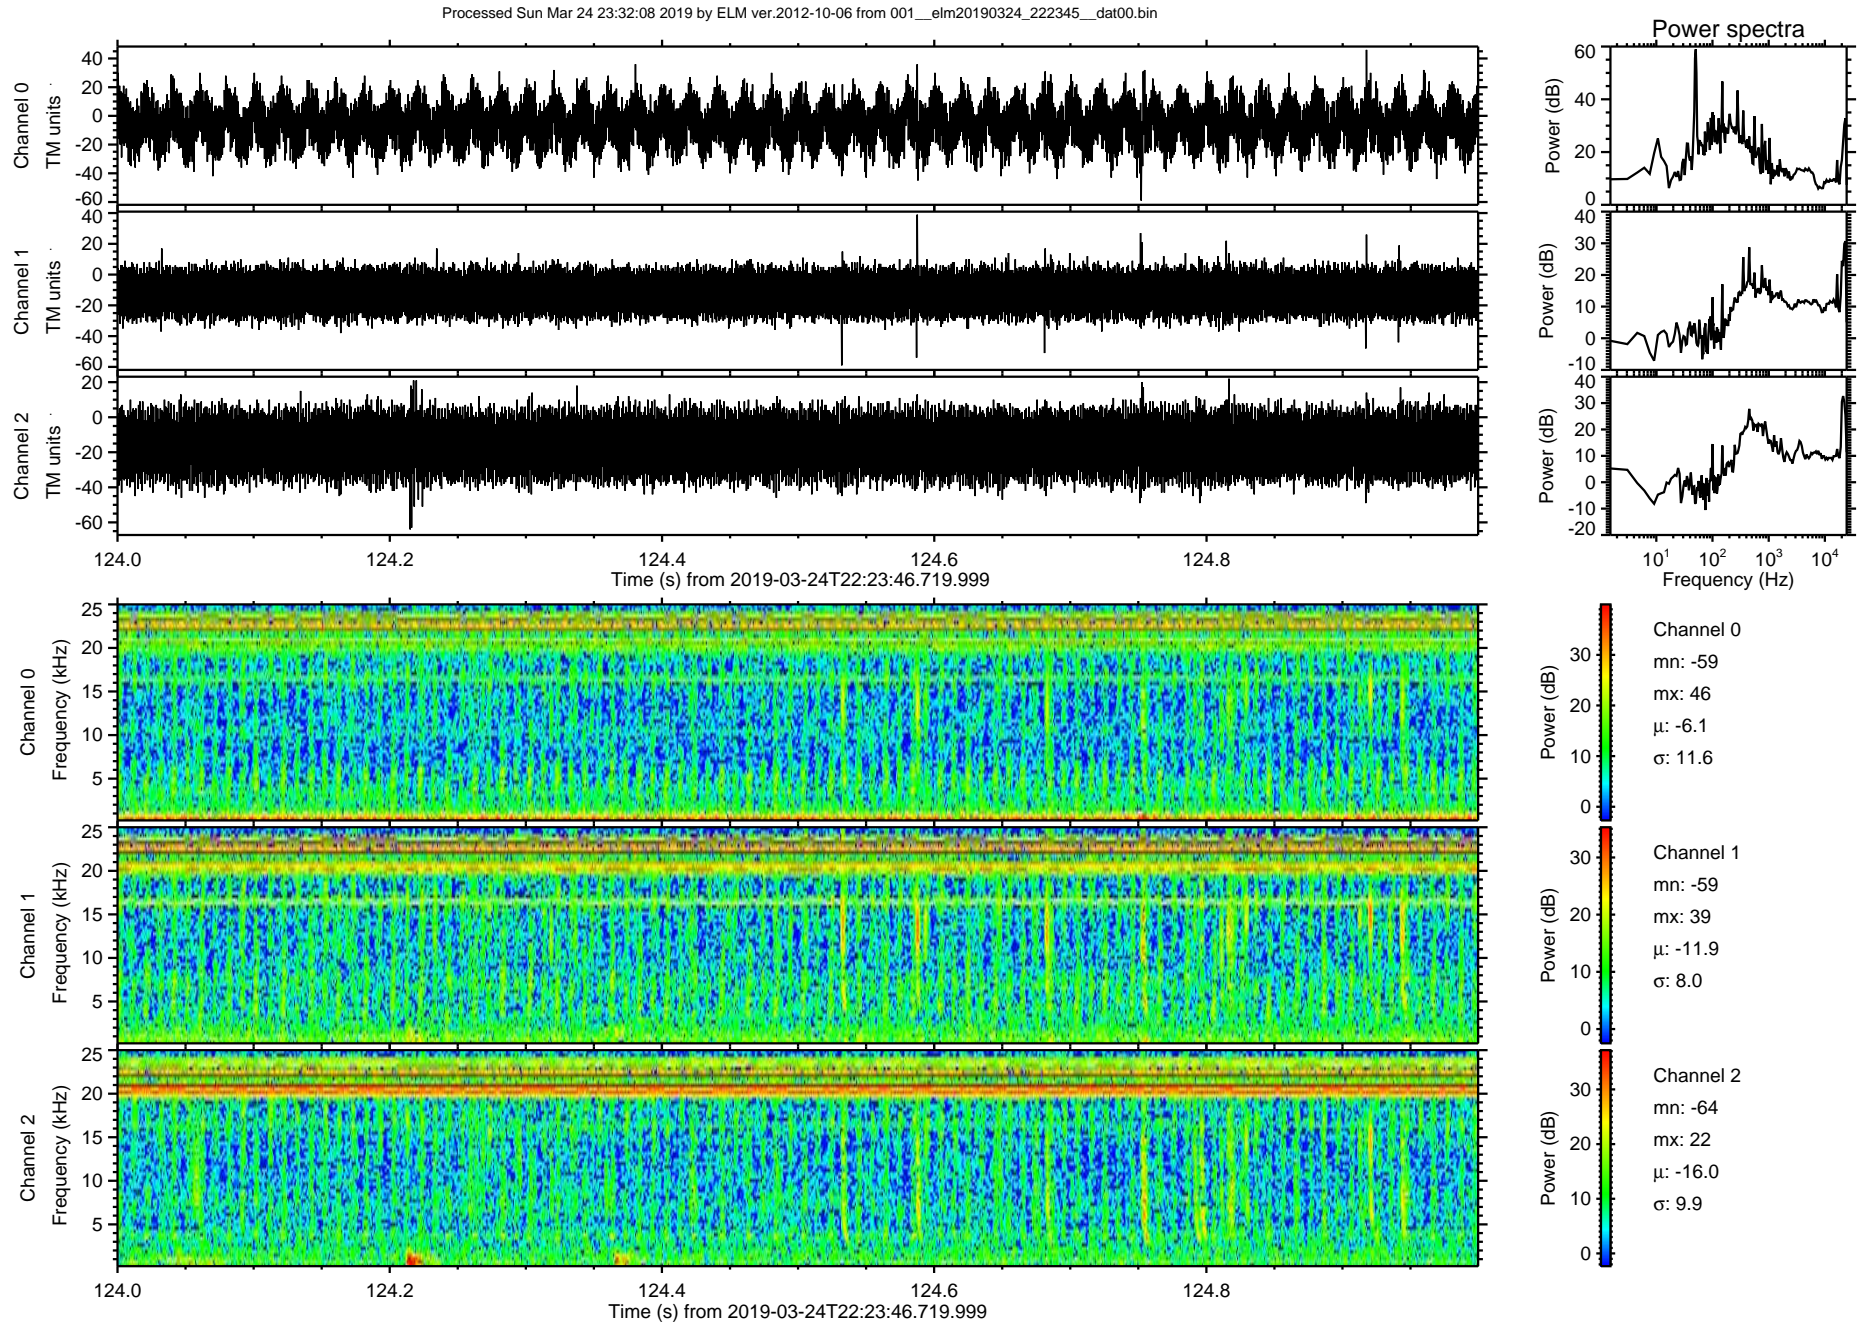 Processed Sun Mar 24 23:32:08 2019 by ELM ver.2012-10-06 from 001__elm20190324_222345__dat00.bin
Power spectra
Channel 0
TM units
40
20
0
-20
-40
-60
Power (dB)
60
40
20
0
Channel 1
TM units
40
20
0
-20
-40
-60
Power (dB)
40
30
20
10
0
-10
Channel 2
TM units
20
0
-20
-40
-60
Power (dB)
40
30
20
10
0
-10
-20
124.0 124.2 124.4 124.6 124.8
Time (s) from 2019-03-24T22:23:46.719.999
10¹ 10² 10³ 10⁴
Frequency (Hz)
Channel 0
Frequency (kHz)
25
20
15
10
5
Power (dB)
30
20
10
0
Channel 0
mn: -59
mx: 46
μ: -6.1
σ: 11.6
Channel 1
Frequency (kHz)
25
20
15
10
5
Power (dB)
30
20
10
0
Channel 1
mn: -59
mx: 39
μ: -11.9
σ: 8.0
Channel 2
Frequency (kHz)
25
20
15
10
5
Power (dB)
30
20
10
0
Channel 2
mn: -64
mx: 22
μ: -16.0
σ: 9.9
124.0 124.2 124.4 124.6 124.8
Time (s) from 2019-03-24T22:23:46.719.999